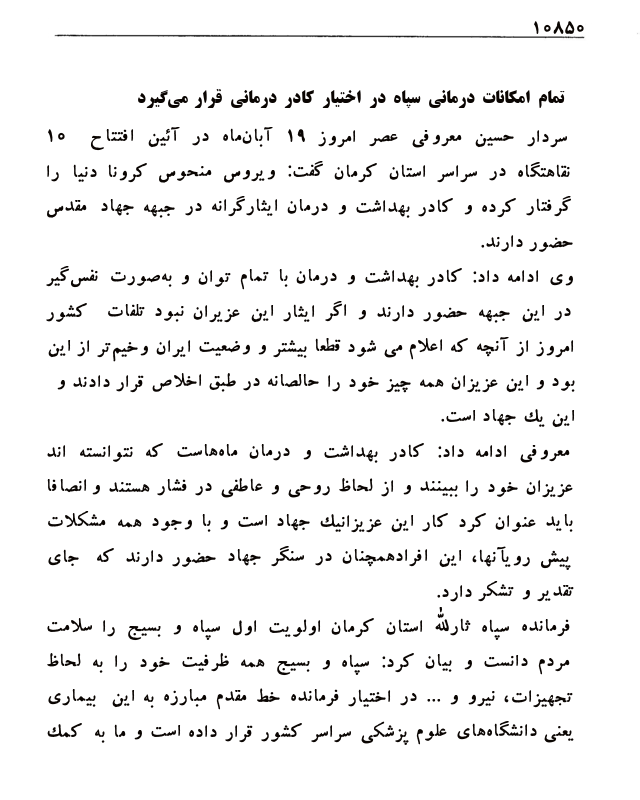 ۱۰۸۵۰
تمام امکانات درمانی سپاه در اختیار کادر درمانی قرار می‌گیرد
سردار حسین معروفی عصر امروز ۱۹ آبان‌ماه در آئین افتتاح ۱۰
نقاهتگاه در سراسر استان کرمان گفت: ویروس منحوس کرونا دنیا را
گرفتار کرده و کادر بهداشت و درمان ایثارگرانه در جبهه جهاد مقدس
حضور دارند.
وی ادامه داد: کادر بهداشت و درمان با تمام توان و به‌صورت نفس‌گیر
در این جبهه حضور دارند و اگر ایثار این عزیران نبود تلفات کشور
امروز از آنچه که اعلام می شود قطعا بیشتر و وضعیت ایران وخیم‌تر از این
بود و این عزیزان همه چیز خود را حالصانه در طبق اخلاص قرار دادند و
این یك جهاد است.
معروفی ادامه داد: کادر بهداشت و درمان ماه‌هاست که نتوانسته اند
عزیزان خود را ببینند و از لحاظ روحی و عاطفی در فشار هستند و انصافا
باید عنوان کرد کار این عزیزانیك جهاد است و با وجود همه مشکلات
پیش رویآنها، این افرادهمچنان در سنگر جهاد حضور دارند که جای
تقدیر و تشکر دارد.
فرمانده سپاه ثارالله استان کرمان اولویت اول سپاه و بسیج را سلامت
مردم دانست و بیان کرد: سپاه و بسیج همه ظرفیت خود را به لحاظ
تجهیزات، نیرو و ... در اختیار فرمانده خط مقدم مبارزه به این بیماری
یعنی دانشگاه‌های علوم پزشکی سراسر کشور قرار داده است و ما به کمك